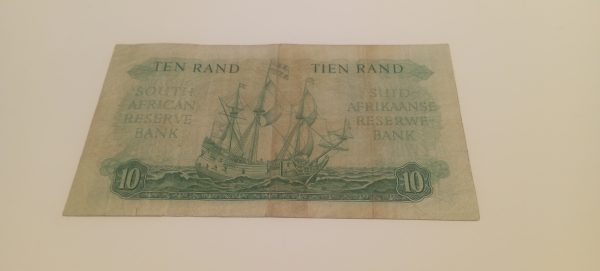 TEN RAND
TIEN RAND
SOUTH
AFRICAN
RESERVE
BANK
SUID-
AFRIKAANSE
RESERWE-
BANK
10
10